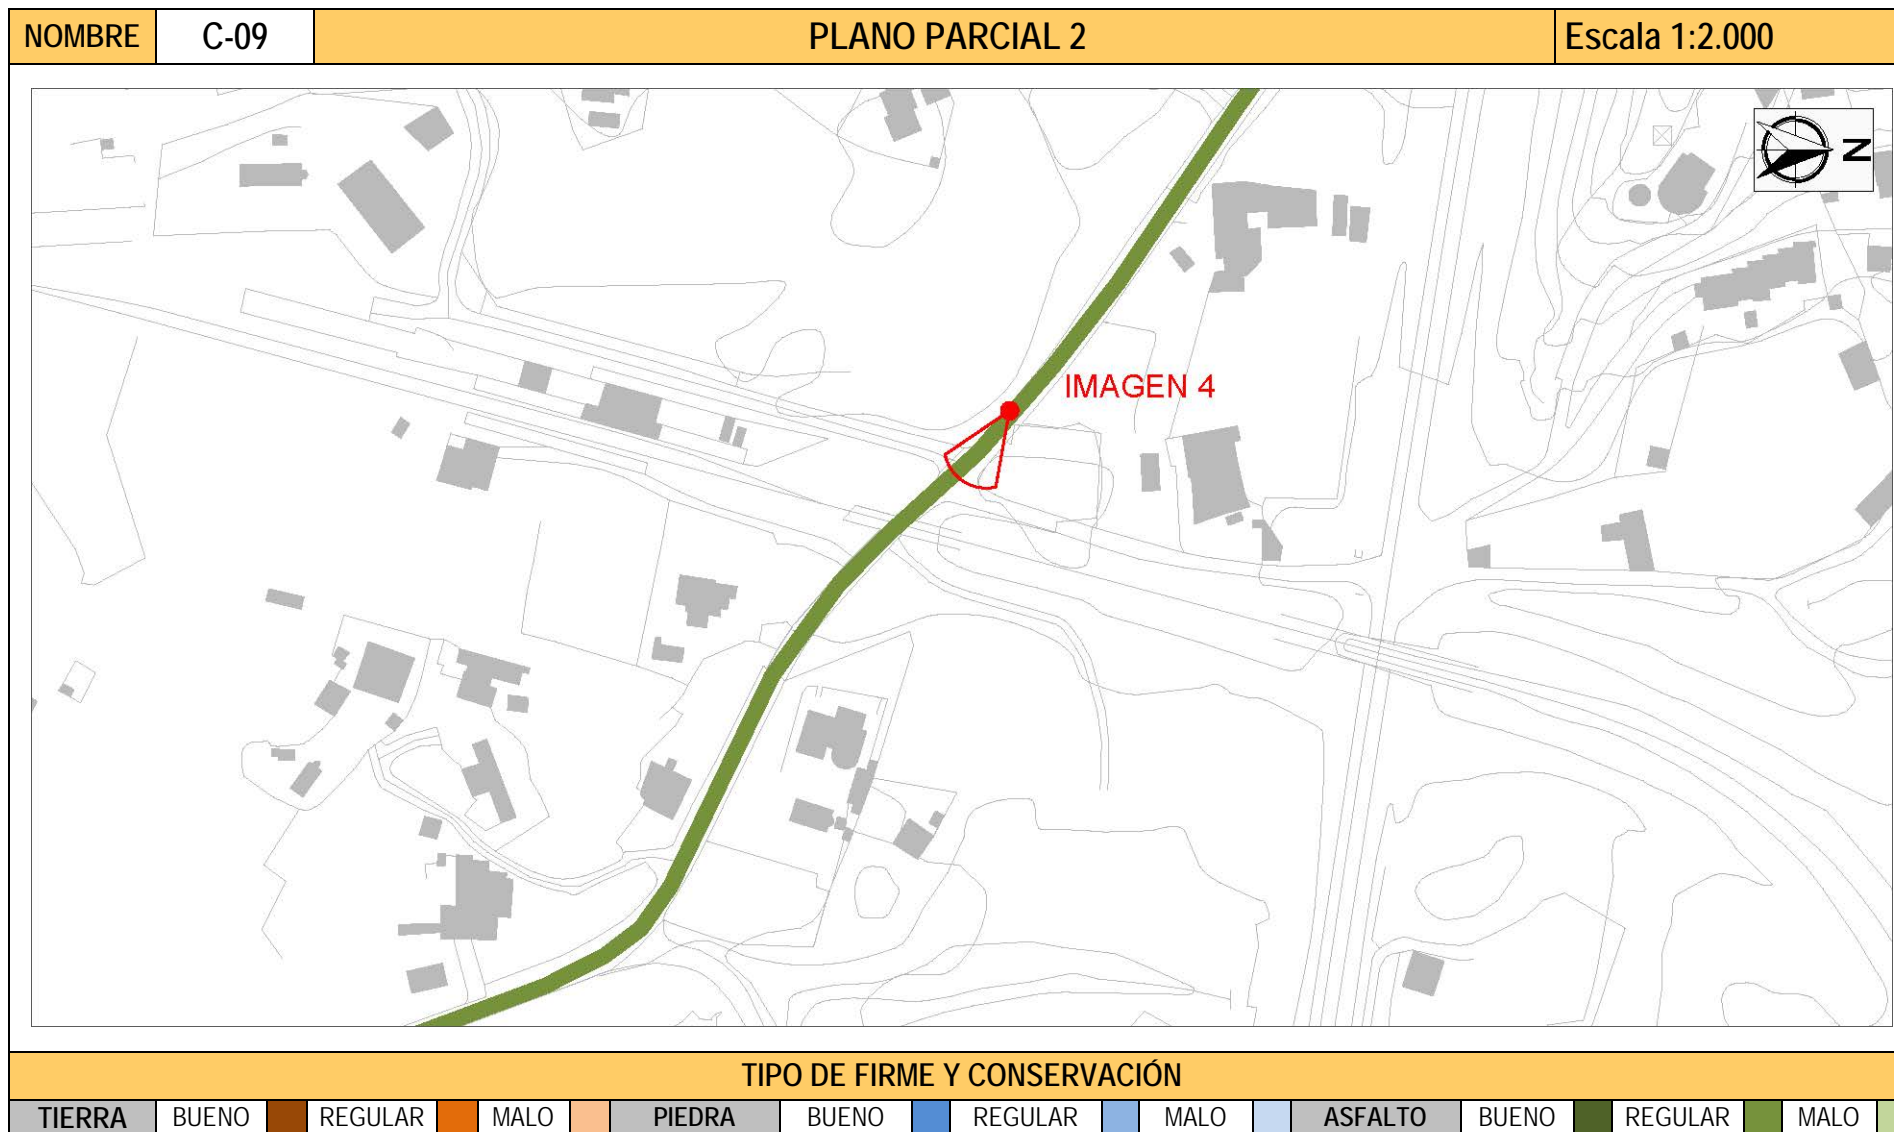 NOMBRE C-09 PLANO PARCIAL 2 Escala 1:2.000
N
IMAGEN 4
TIPO DE FIRME Y CONSERVACIÓN
TIERRA BUENO REGULAR MALO PIEDRA BUENO REGULAR MALO ASFALTO BUENO REGULAR MALO